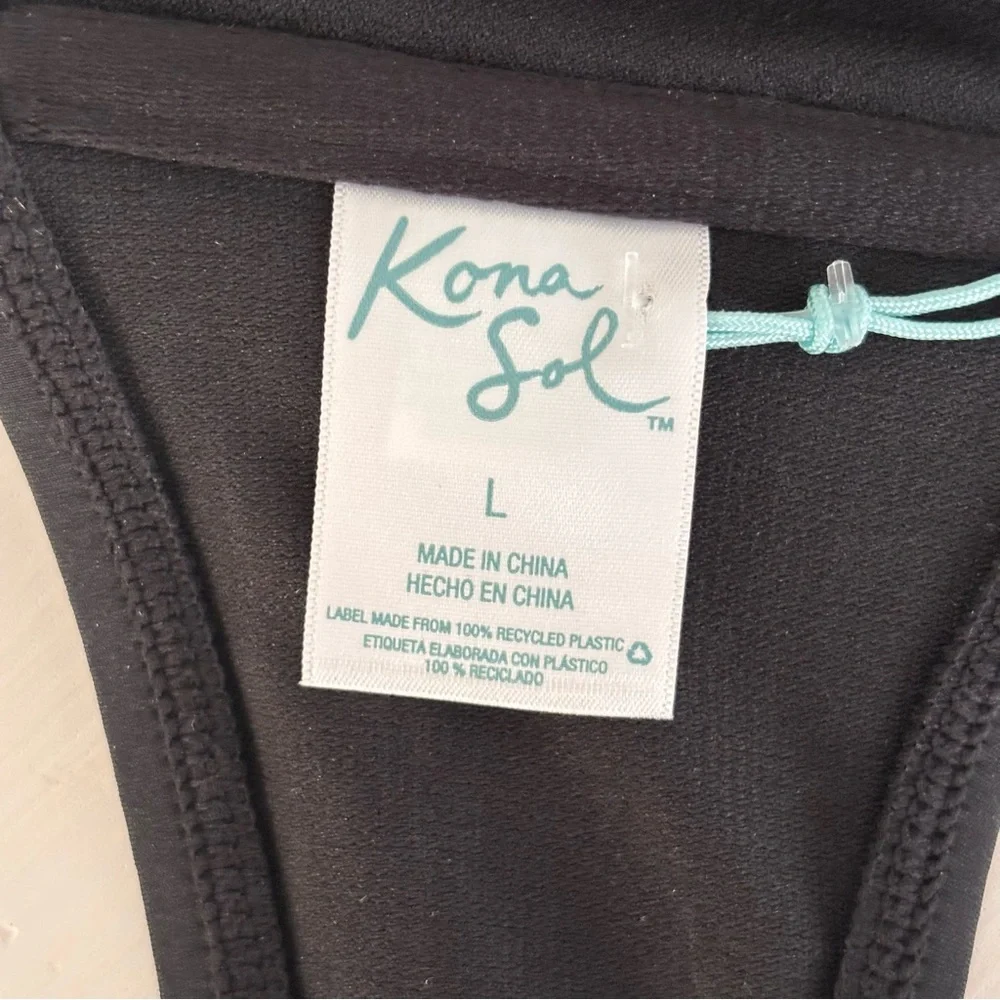 Kona
Sol
TM
L
MADE IN CHINA
HECHO EN CHINA
LABEL MADE FROM 100% RECYCLED PLASTIC
ETIQUETA ELABORADA CON PLÁSTICO
100 % RECICLADO